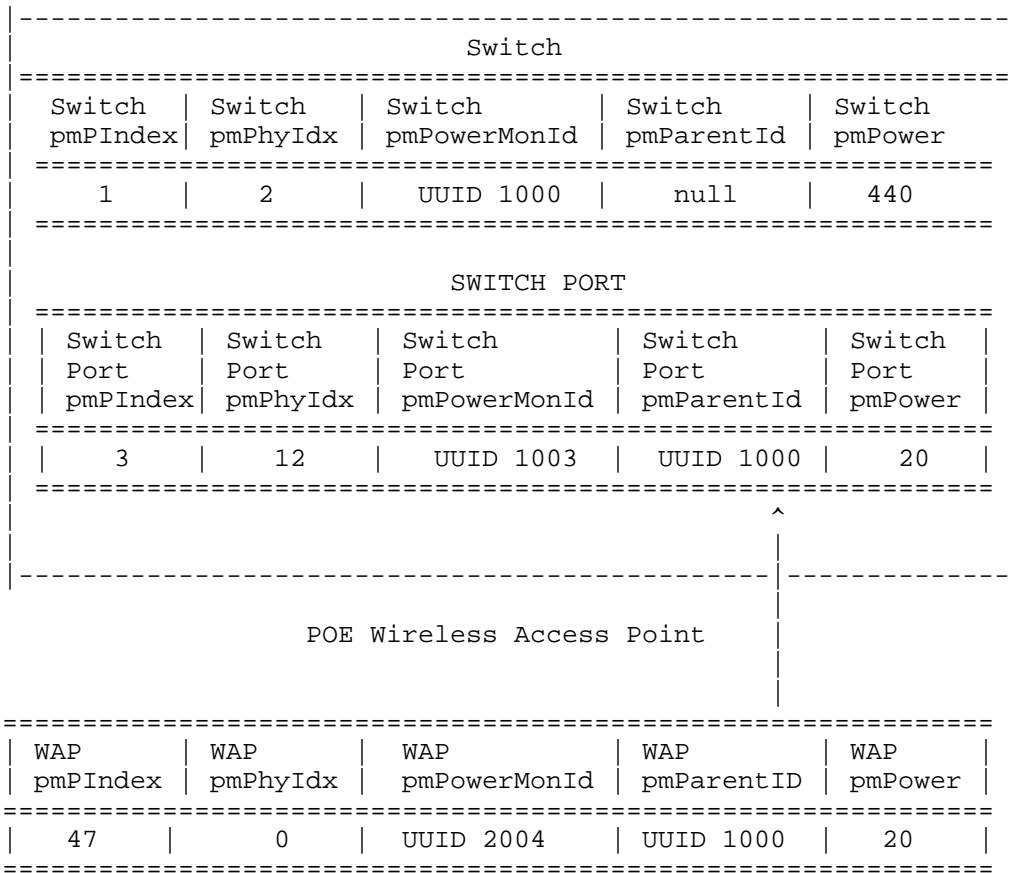 |--------------------------------------------------------------
| Switch
|==============================================================
| Switch | Switch | Switch | Switch | Switch
| pmPIndex| pmPhyIdx | pmPowerMonId | pmParentId | pmPower
| ============================================================
| 1 | 2 | UUID 1000 | null | 440
| ============================================================
|
| SWITCH PORT
| ============================================================
| | Switch | Switch | Switch | Switch | Switch |
| | Port | Port | Port | Port | Port |
| | pmPIndex| pmPhyIdx | pmPowerMonId | pmParentId | pmPower |
| ============================================================
| | 3 | 12 | UUID 1003 | UUID 1000 | 20 |
| ============================================================
| ^
| |
|-----------------------------------------------|--------------
|
POE Wireless Access Point |
|
|
==============================================================
| WAP | WAP | WAP | WAP | WAP |
| pmPIndex | pmPhyIdx | pmPowerMonId | pmParentID | pmPower |
==============================================================
| 47 | 0 | UUID 2004 | UUID 1000 | 20 |
==============================================================